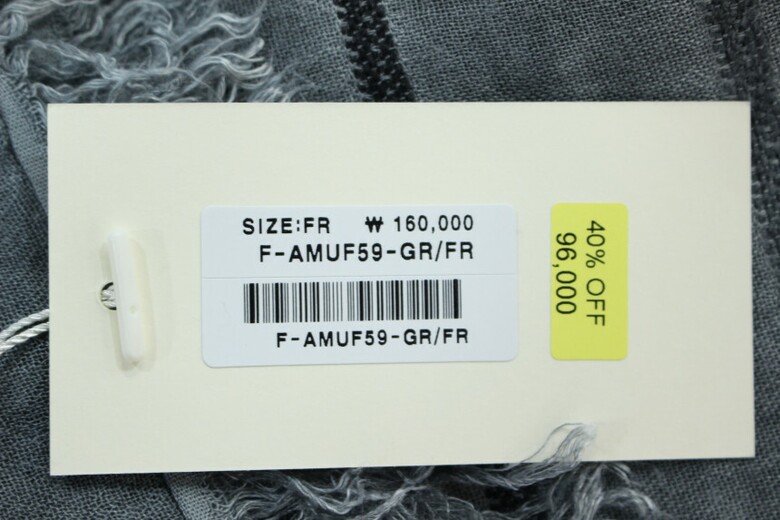 SIZE:FR ₩ 160,000
F-AMUF59-GR/FR
F-AMUF59-GR/FR
40% OFF
96,000